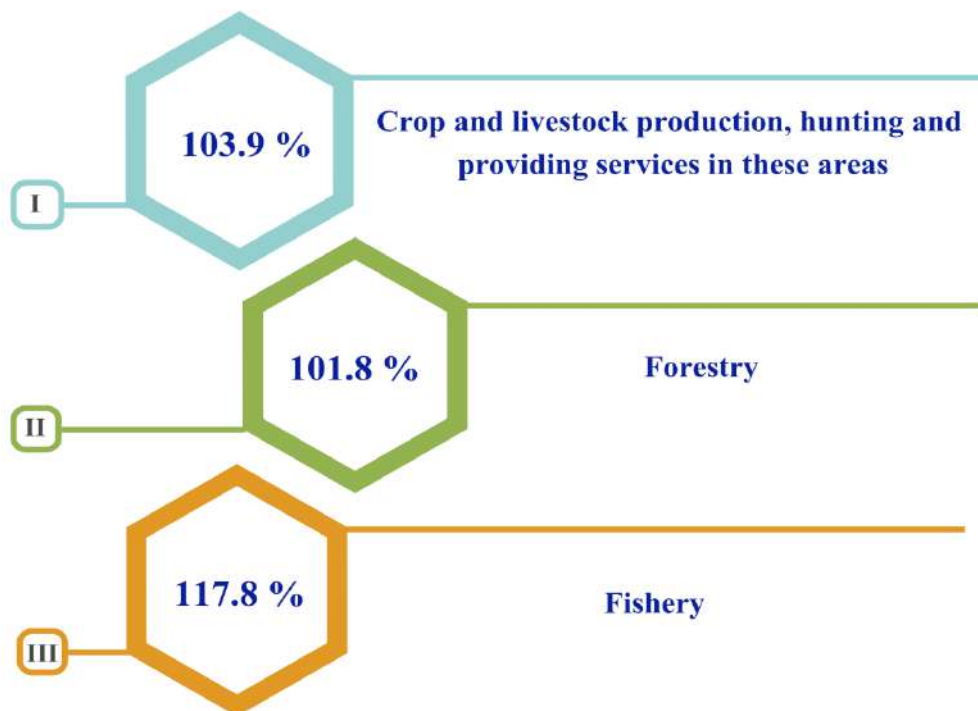 103.9 %
Crop and livestock production, hunting and
providing services in these areas
I
101.8 %
Forestry
II
117.8 %
Fishery
III